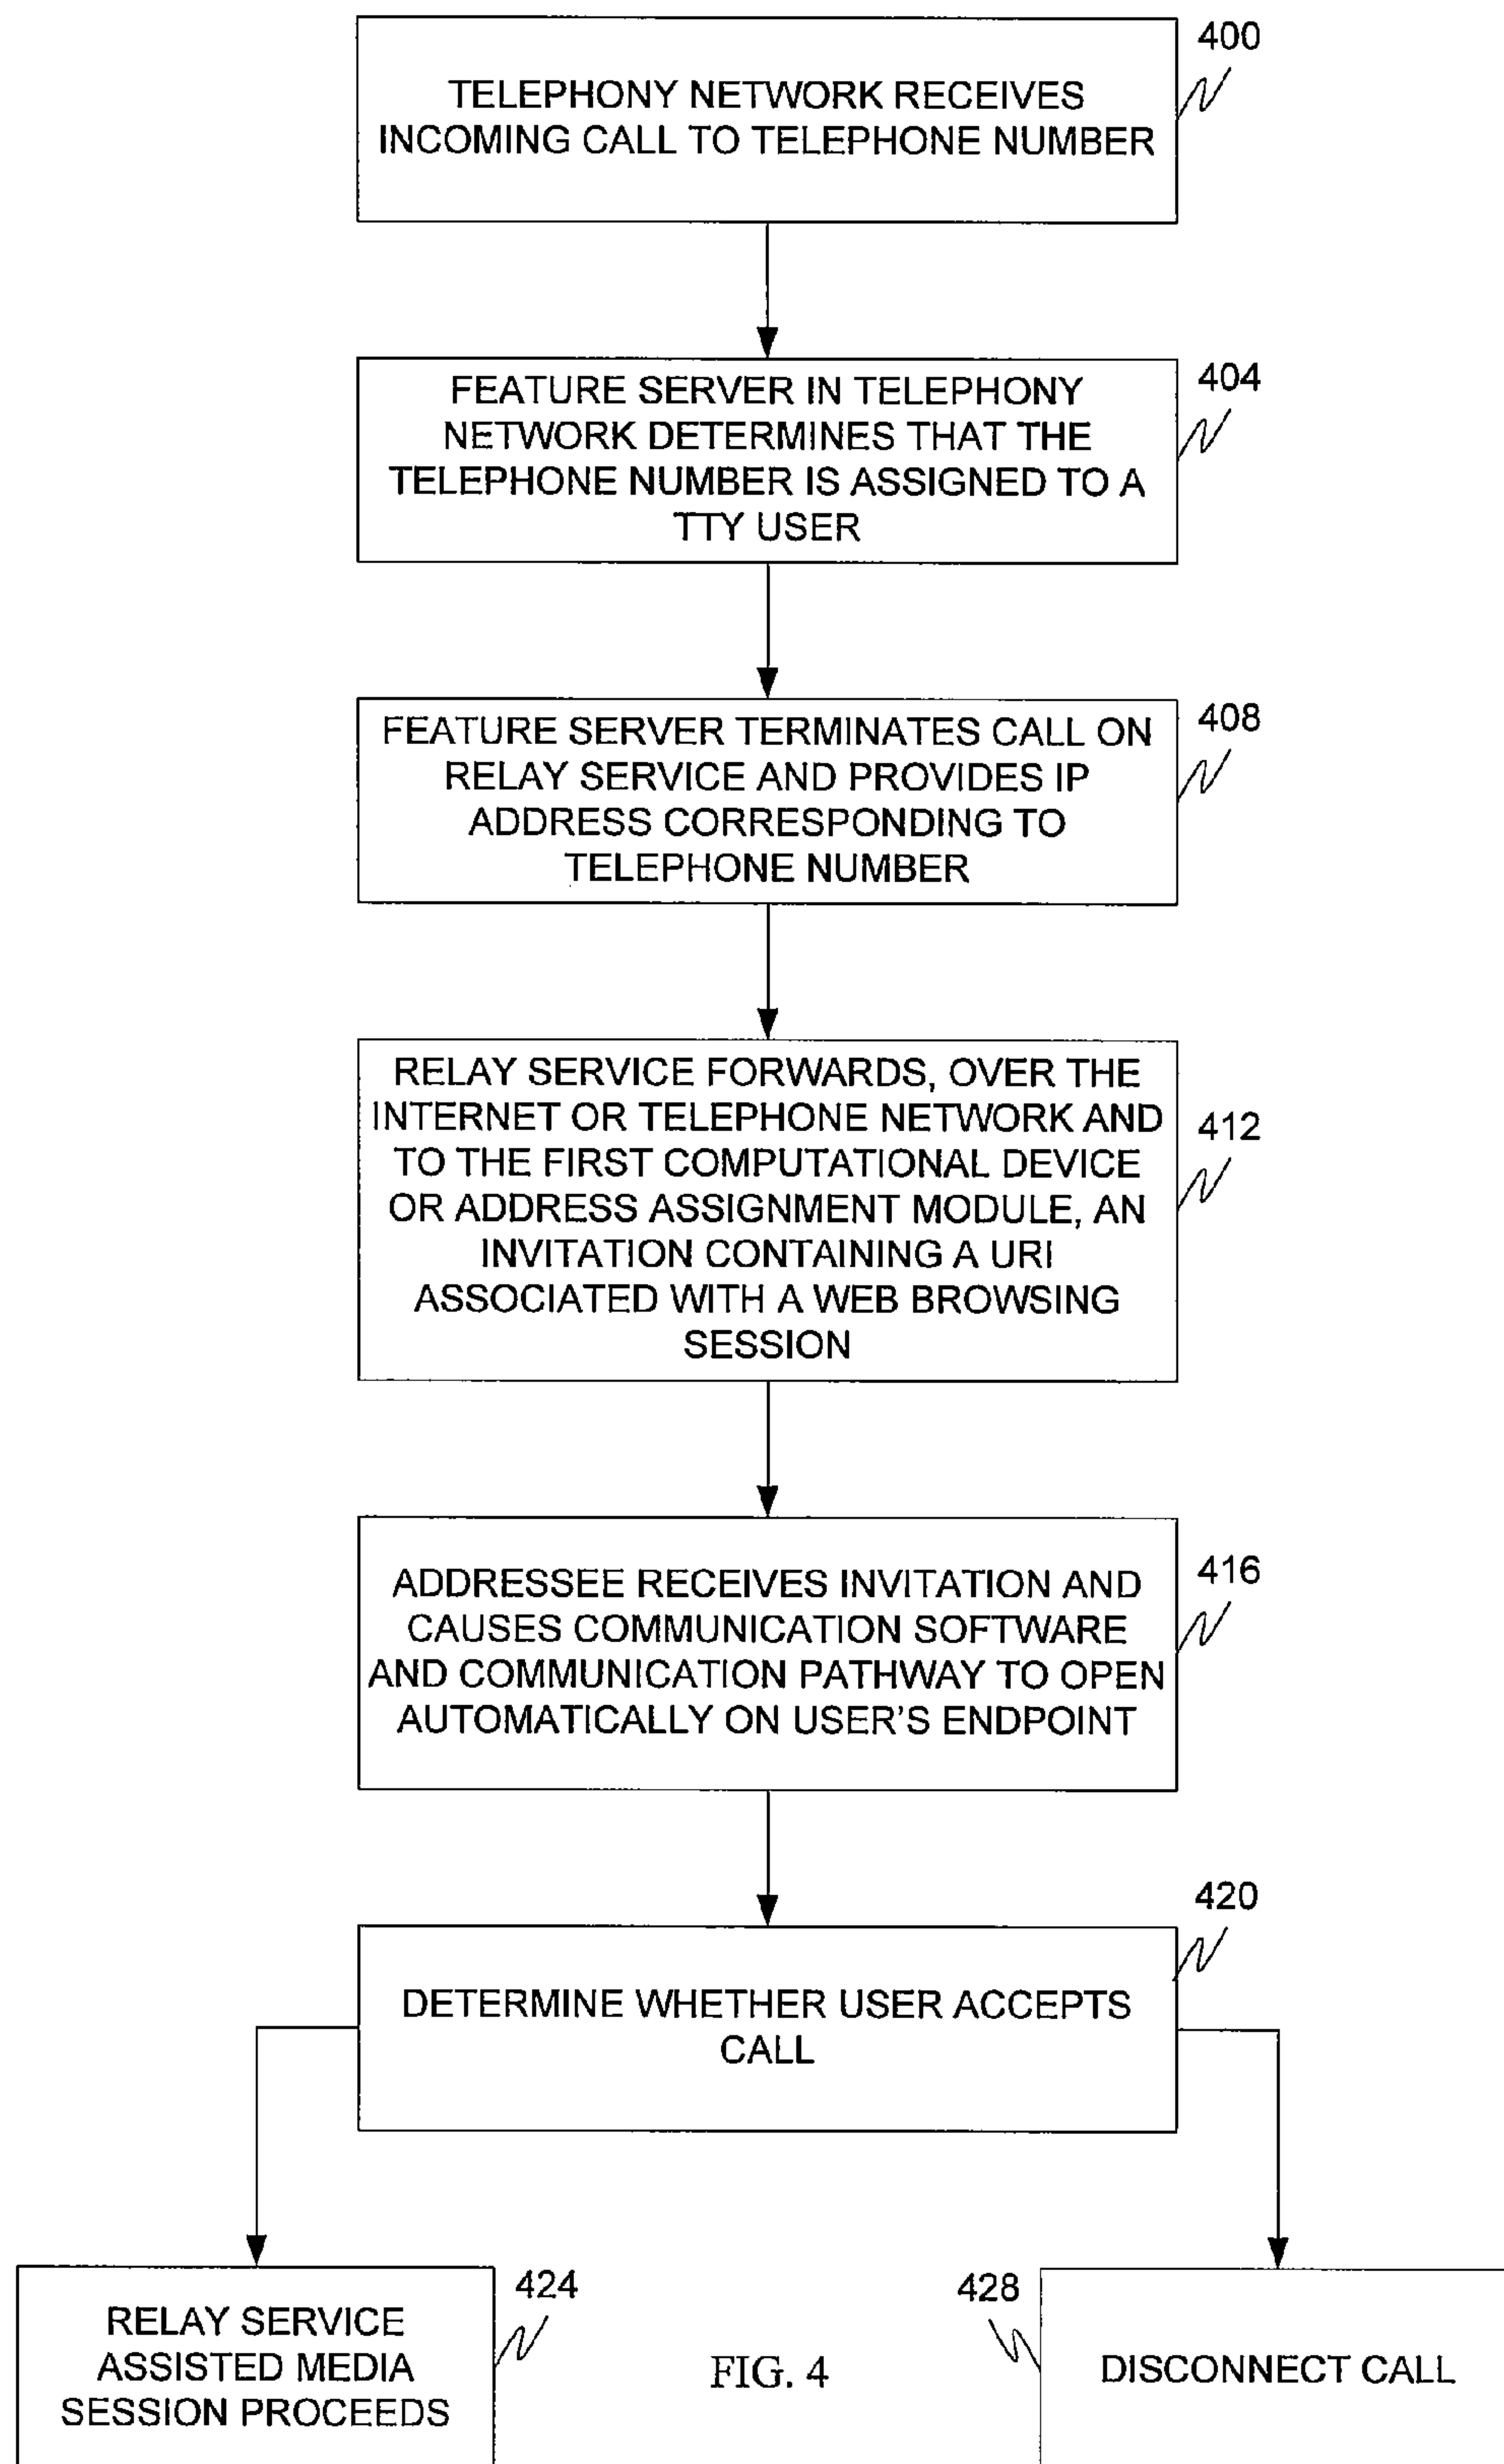 400
TELEPHONY NETWORK RECEIVES
INCOMING CALL TO TELEPHONE NUMBER
404
FEATURE SERVER IN TELEPHONY
NETWORK DETERMINES THAT THE
TELEPHONE NUMBER IS ASSIGNED TO A
TTY USER
408
FEATURE SERVER TERMINATES CALL ON
RELAY SERVICE AND PROVIDES IP
ADDRESS CORRESPONDING TO
TELEPHONE NUMBER
412
RELAY SERVICE FORWARDS, OVER THE
INTERNET OR TELEPHONE NETWORK AND
TO THE FIRST COMPUTATIONAL DEVICE
OR ADDRESS ASSIGNMENT MODULE, AN
INVITATION CONTAINING A URI
ASSOCIATED WITH A WEB BROWSING
SESSION
416
ADDRESSEE RECEIVES INVITATION AND
CAUSES COMMUNICATION SOFTWARE
AND COMMUNICATION PATHWAY TO OPEN
AUTOMATICALLY ON USER'S ENDPOINT
420
DETERMINE WHETHER USER ACCEPTS
CALL
424
RELAY SERVICE
ASSISTED MEDIA
SESSION PROCEEDS
428
DISCONNECT CALL
FIG. 4